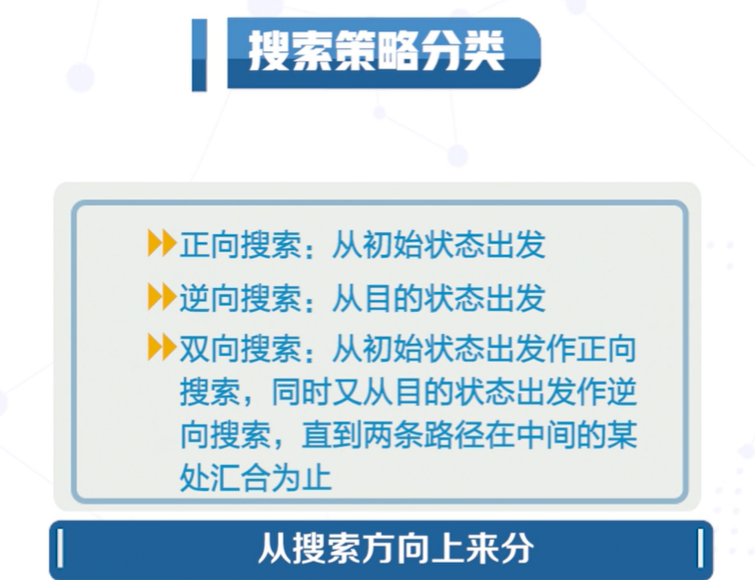 搜索策略分类
正向搜索：从初始状态出发
逆向搜索：从目的状态出发
双向搜索：从初始状态出发作正向
搜索，同时又从目的状态出发作逆
向搜索，直到两条路径在中间的某
处汇合为止
从搜索方向上来分